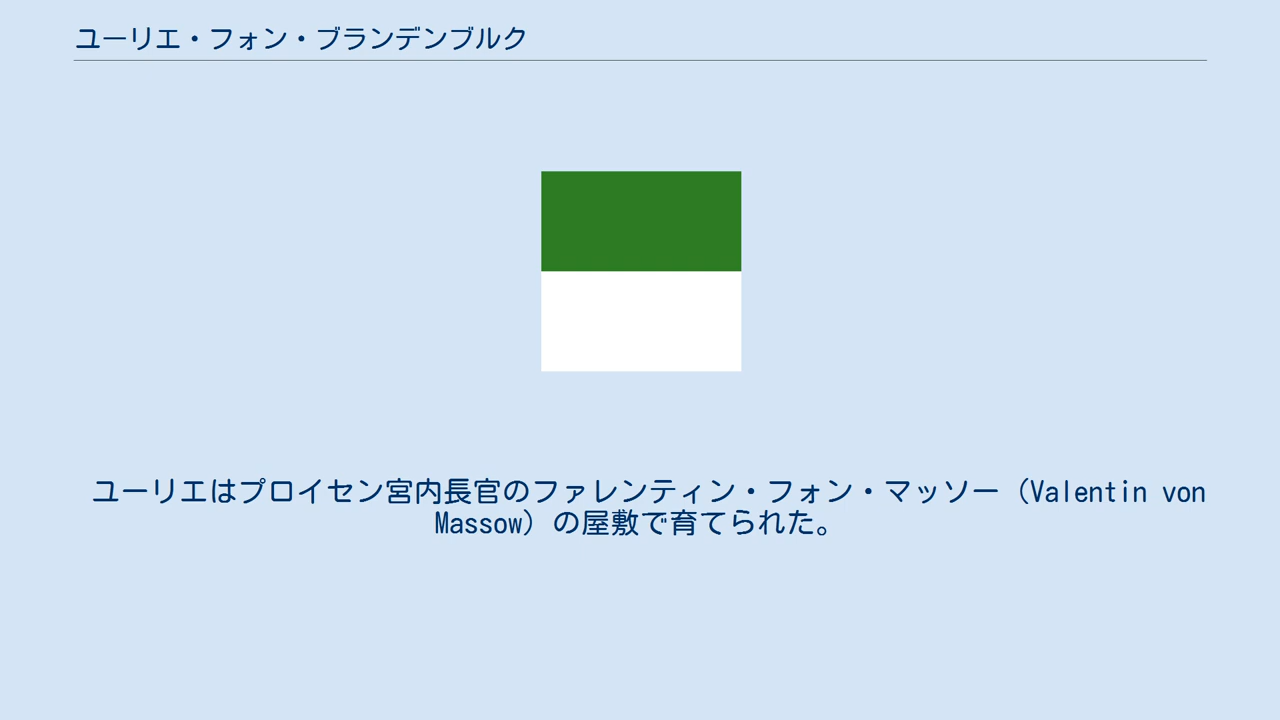 ユーリエ・フォン・ブランデンブルク
ユーリエはプロイセン宮内長官のファレンティン・フォン・マッソー（Valentin von
Massow）の屋敷で育てられた。